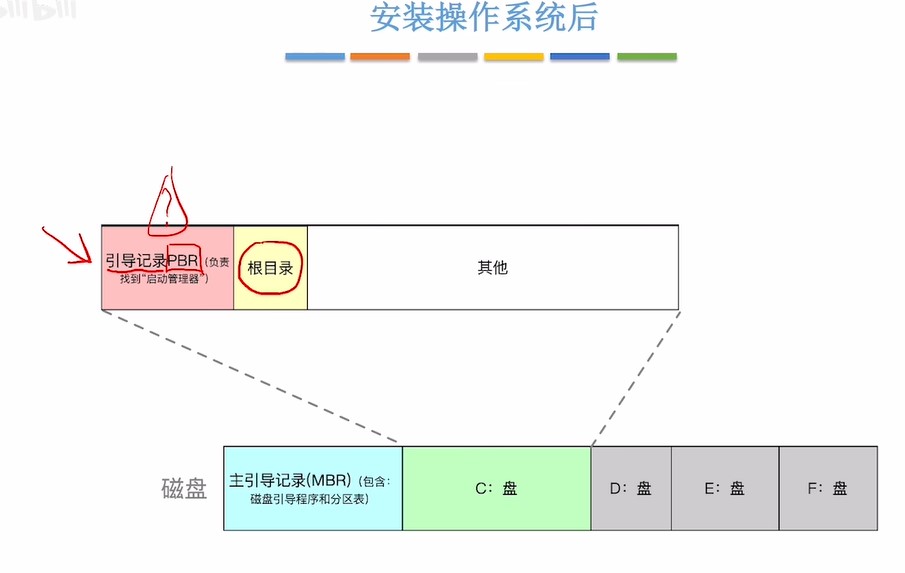 bilibili
安装操作系统后
引导记录PBR（负责
找到“启动管理器”）
根目录
其他
磁盘
主引导记录(MBR)（包含：
磁盘引导程序和分区表）
C：盘
D：盘
E：盘
F：盘